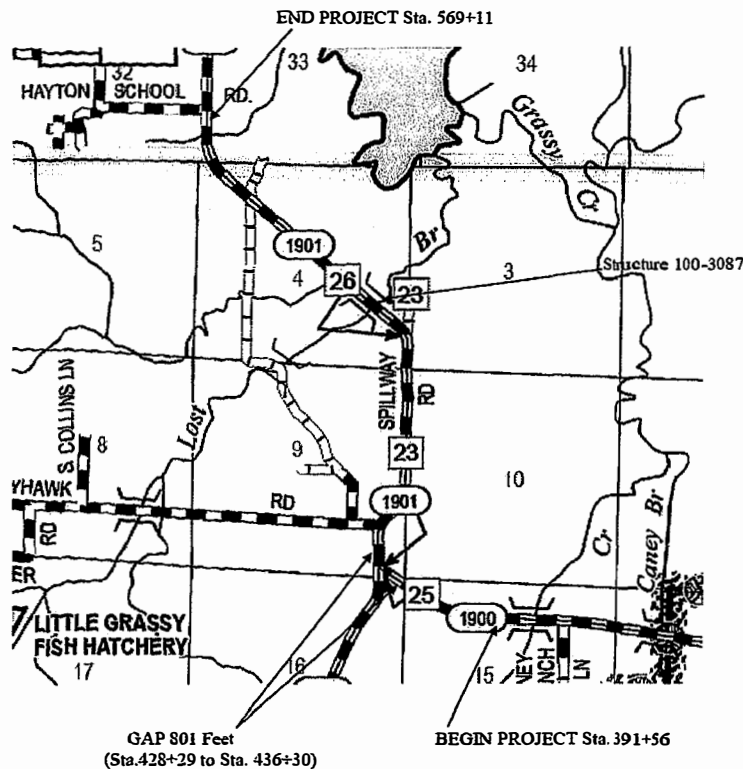 END PROJECT Sta. 569+11
33
34
32
HAYTON SCHOOL RD.
Grassy
Cr
5
1901
Br
4
3
26
23
Structure 100-3087
SPILLWAY
RD
S COLLINS LN
8
Lost
9
23
10
YHAWK RD
1901
RD
Cr
Caney Br
ER
25
1900
LITTLE GRASSY
FISH HATCHERY
17
16
15
NEY
NCH
LN
GAP 801 Feet
(Sta.428+29 to Sta. 436+30)
BEGIN PROJECT Sta. 391+56